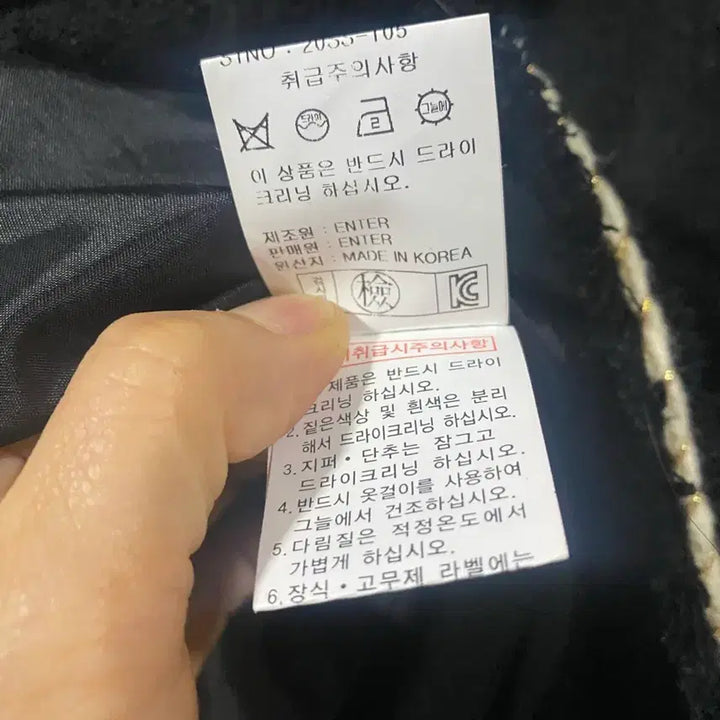 STNO : 2033-105
취급주의사항
드라이
2
그늘에
이 상품은 반드시 드라이
크리닝 하십시오.
제조원 : ENTER
판매원 : ENTER
원산지 : MADE IN KOREA
檢
취급시주의사항
제품은 반드시 드라이
크리닝 하십시오.
2. 짙은색상 및 흰색은 분리
해서 드라이크리닝 하십시오.
3. 지퍼·단추는 잠그고
드라이크리닝 하십시오.
4. 반드시 옷걸이를 사용하여
그늘에서 건조하십시오.
5. 다림질은 적정온도에서
가볍게 하십시오.
6. 장식·고무제 라벨에는